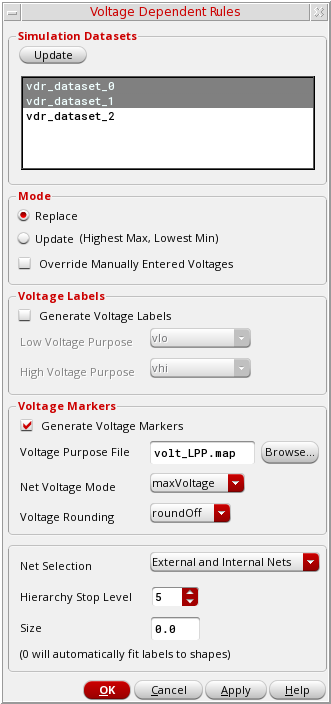 Voltage Dependent Rules
Simulation Datasets
Update
vdr_dataset_0
vdr_dataset_1
vdr_dataset_2
Mode
Replace
Update (Highest Max, Lowest Min)
Override Manually Entered Voltages
Voltage Labels
Generate Voltage Labels
Low Voltage Purpose vlo
High Voltage Purpose vhi
Voltage Markers
Generate Voltage Markers
Voltage Purpose File volt_LPP.map Browse...
Net Voltage Mode maxVoltage
Voltage Rounding roundOff
Net Selection External and Internal Nets
Hierarchy Stop Level 5
Size 0.0
(0 will automatically fit labels to shapes)
OK Cancel Apply Help